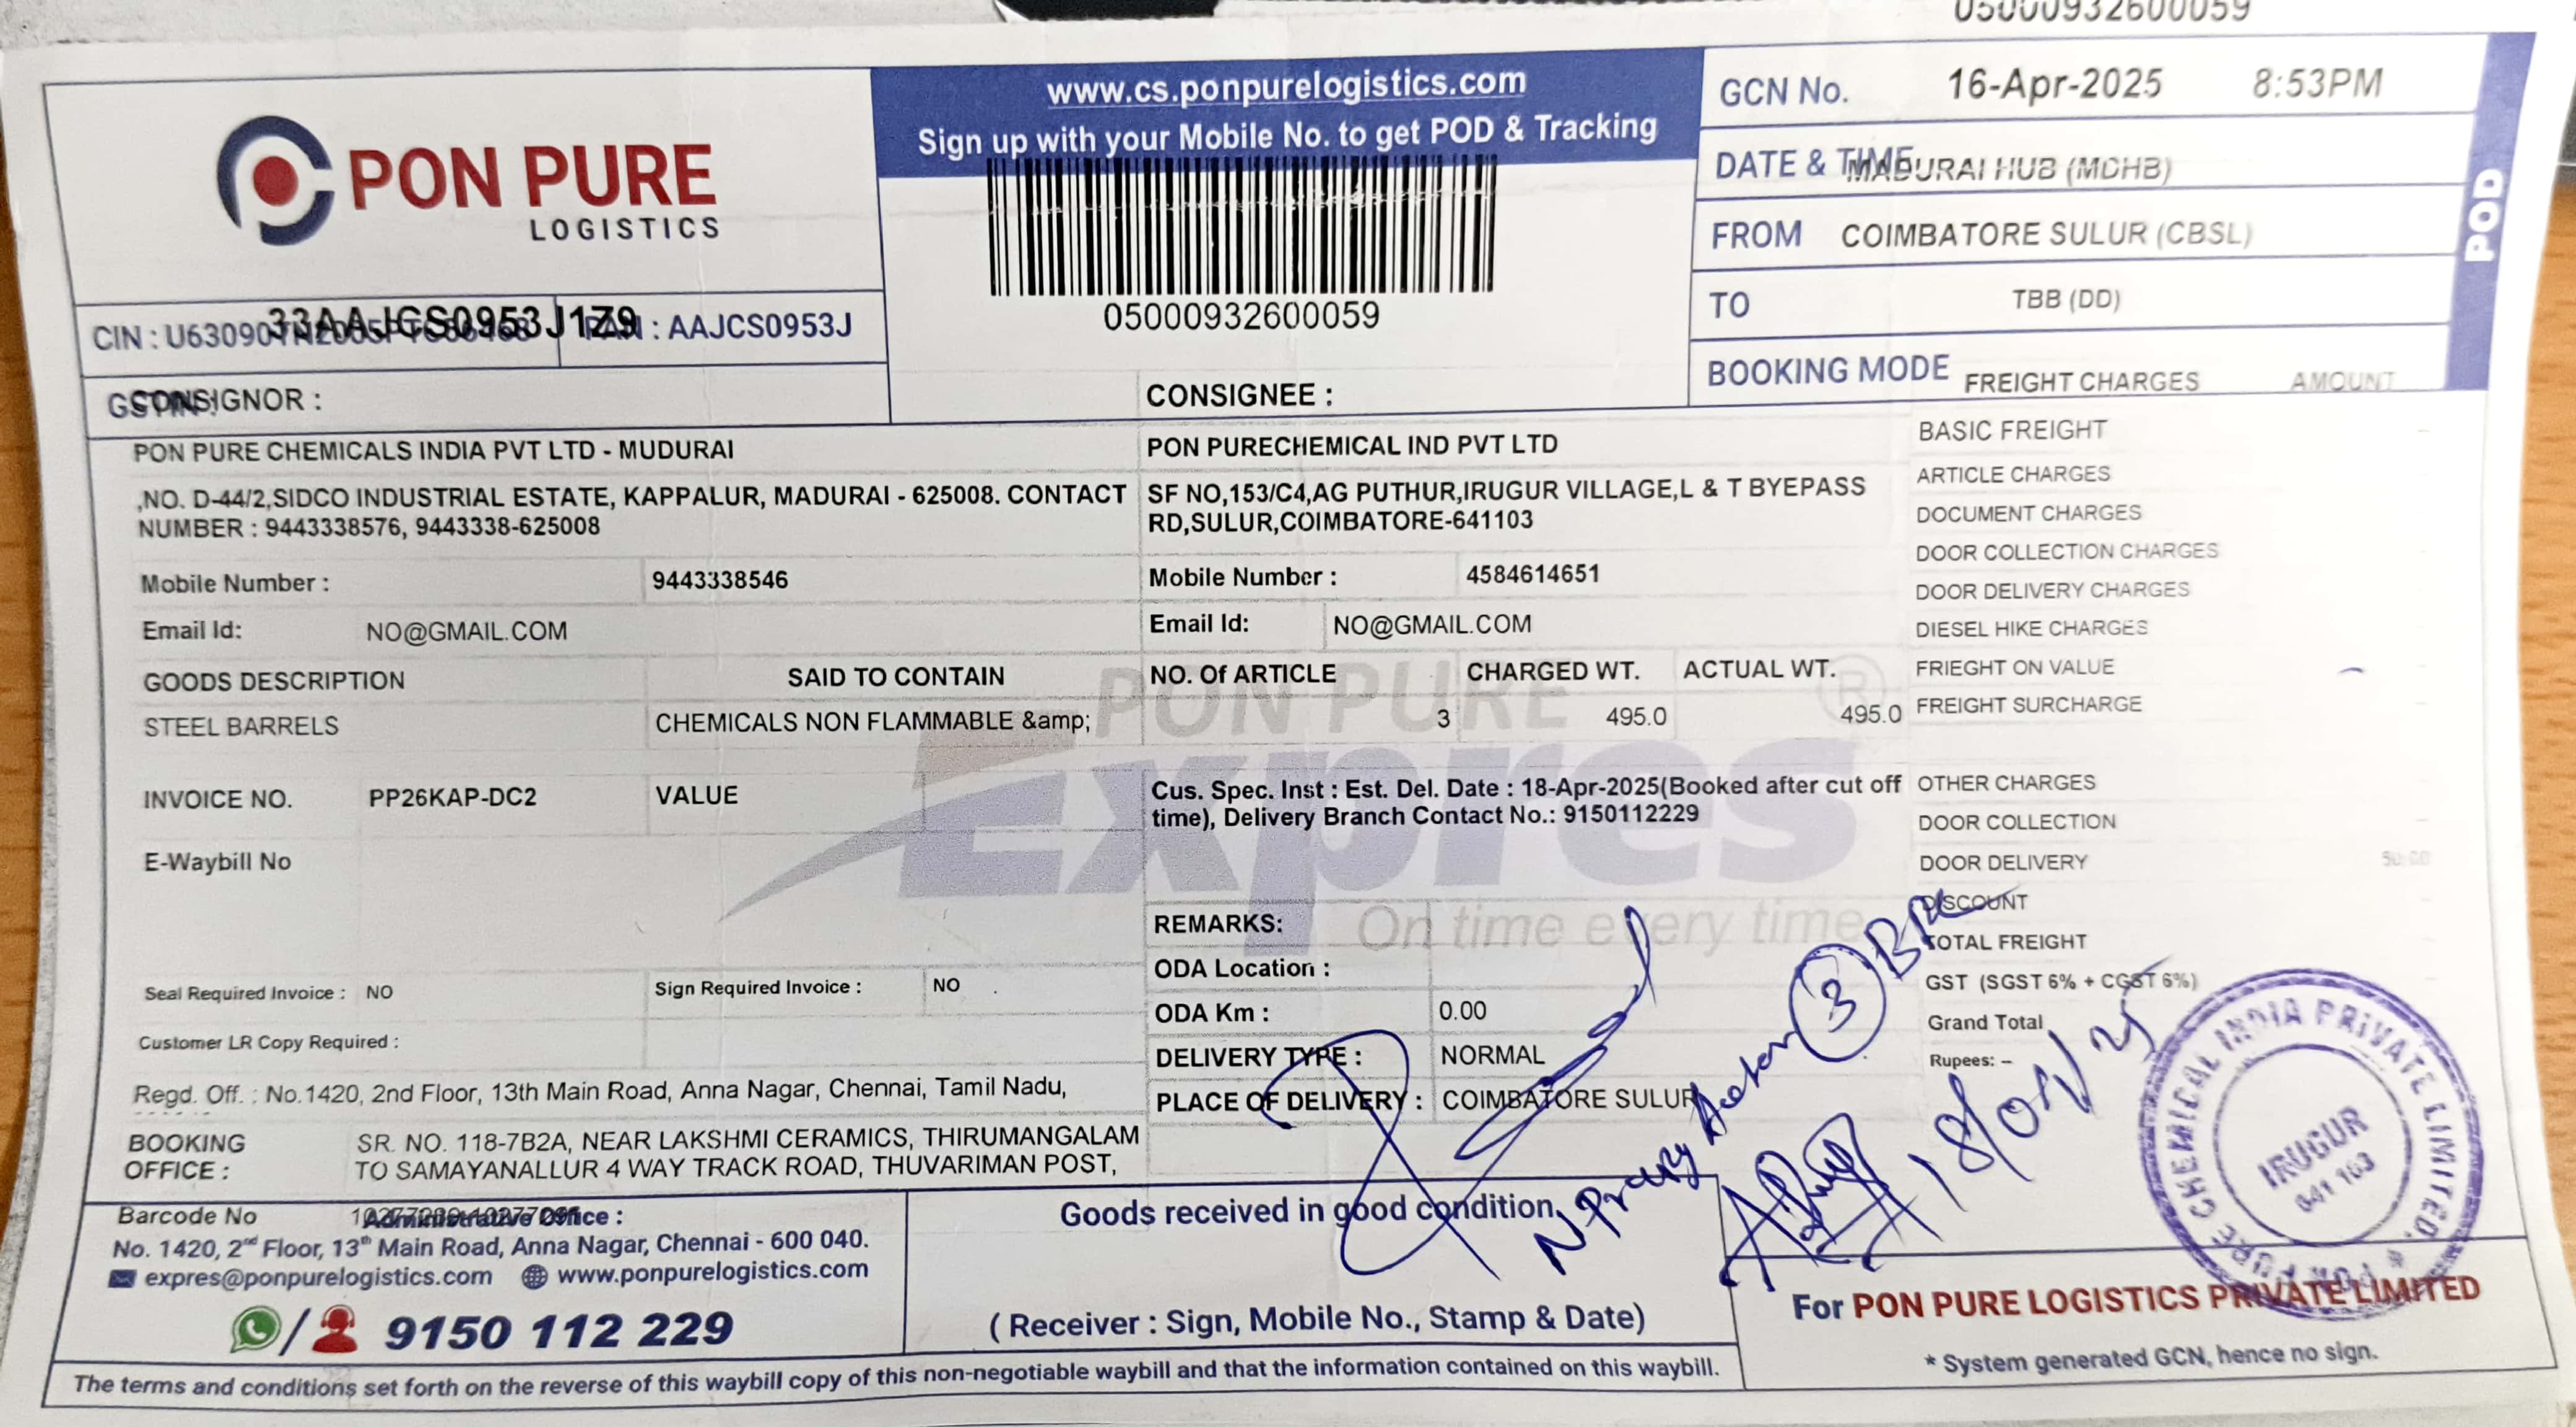 05000932600059
PON PURE
LOGISTICS
www.cs.ponpurelogistics.com
Sign up with your Mobile No. to get POD & Tracking
05000932600059
GCN No. 16-Apr-2025 8:53PM
DATE & TIME MADURAI HUB (MDHB)
FROM COIMBATORE SULUR (CBSL)
TO TBB (DD)
BOOKING MODE FREIGHT CHARGES AMOUNT
POD
CIN : 33AAJCS0953J1Z9 PAN : AAJCS0953J
GSTIN : CONSIGNOR :
CONSIGNEE :
PON PURE CHEMICALS INDIA PVT LTD - MUDURAI
,NO. D-44/2,SIDCO INDUSTRIAL ESTATE, KAPPALUR, MADURAI - 625008. CONTACT
NUMBER : 9443338576, 9443338-625008
Mobile Number : 9443338546
Email Id: NO@GMAIL.COM
PON PURECHEMICAL IND PVT LTD
SF NO,153/C4,AG PUTHUR,IRUGUR VILLAGE,L & T BYEPASS
RD,SULUR,COIMBATORE-641103
Mobile Number : 4584614651
Email Id: NO@GMAIL.COM
GOODS DESCRIPTION SAID TO CONTAIN NO. Of ARTICLE CHARGED WT. ACTUAL WT.
STEEL BARRELS CHEMICALS NON FLAMMABLE &amp; 3 495.0 495.0
PON PURE ®
Expres
On time every time
INVOICE NO. PP26KAP-DC2 VALUE
E-Waybill No
Cus. Spec. Inst : Est. Del. Date : 18-Apr-2025(Booked after cut off
time), Delivery Branch Contact No.: 9150112229
REMARKS:
ODA Location :
ODA Km : 0.00
DELIVERY TYPE : NORMAL
PLACE OF DELIVERY : COIMBATORE SULUR
Seal Required Invoice : NO Sign Required Invoice : NO
Customer LR Copy Required :
Regd. Off. : No.1420, 2nd Floor, 13th Main Road, Anna Nagar, Chennai, Tamil Nadu,
BOOKING SR. NO. 118-7B2A, NEAR LAKSHMI CERAMICS, THIRUMANGALAM
OFFICE : TO SAMAYANALLUR 4 WAY TRACK ROAD, THUVARIMAN POST,
BASIC FREIGHT
ARTICLE CHARGES
DOCUMENT CHARGES
DOOR COLLECTION CHARGES
DOOR DELIVERY CHARGES
DIESEL HIKE CHARGES
FRIEGHT ON VALUE
FREIGHT SURCHARGE
OTHER CHARGES
DOOR COLLECTION
DOOR DELIVERY
DISCOUNT
TOTAL FREIGHT
GST (SGST 6% + CGST 6%)
Grand Total
Rupees: –
3
PON PURE CHEMICAL INDIA PRIVATE LIMITED.
IRUGUR
Barcode No
Administrative Office :
No. 1420, 2nd Floor, 13th Main Road, Anna Nagar, Chennai - 600 040.
expres@ponpurelogistics.com www.ponpurelogistics.com
9150 112 229
Goods received in good condition,
( Receiver : Sign, Mobile No., Stamp & Date)
For PON PURE LOGISTICS PRIVATE LIMITED
* System generated GCN, hence no sign.
The terms and conditions set forth on the reverse of this waybill copy of this non-negotiable waybill and that the information contained on this waybill.